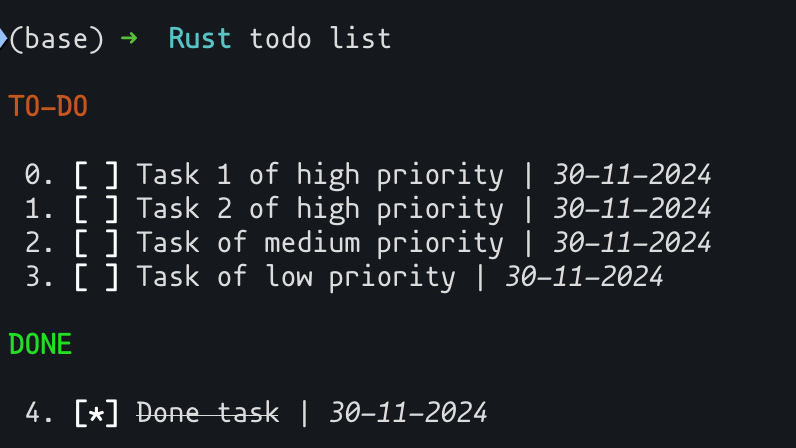 (base) ➜ Rust todo list
TO-DO
0. [ ] Task 1 of high priority | 30-11-2024
1. [ ] Task 2 of high priority | 30-11-2024
2. [ ] Task of medium priority | 30-11-2024
3. [ ] Task of low priority | 30-11-2024
DONE
4. [*] Done task | 30-11-2024